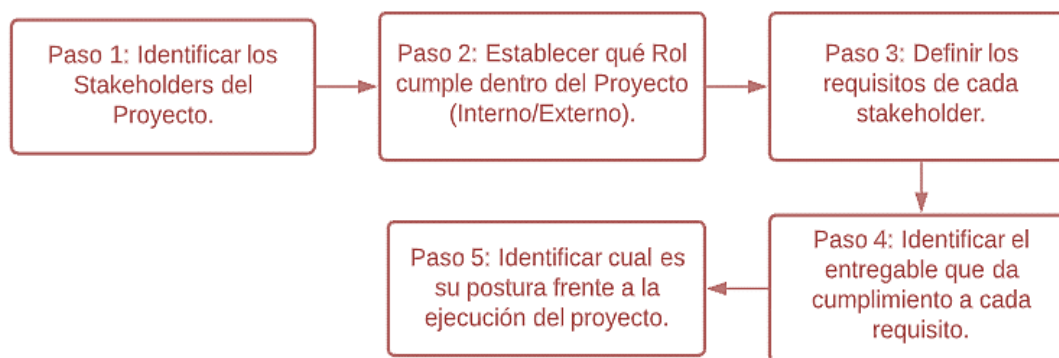 Paso 1: Identificar los
Stakeholders del
Proyecto.
Paso 2: Establecer qué Rol
cumple dentro del Proyecto
(Interno/Externo).
Paso 3: Definir los
requisitos de cada
stakeholder.
Paso 4: Identificar el
entregable que da
cumplimiento a cada
requisito.
Paso 5: Identificar cual es
su postura frente a la
ejecución del proyecto.